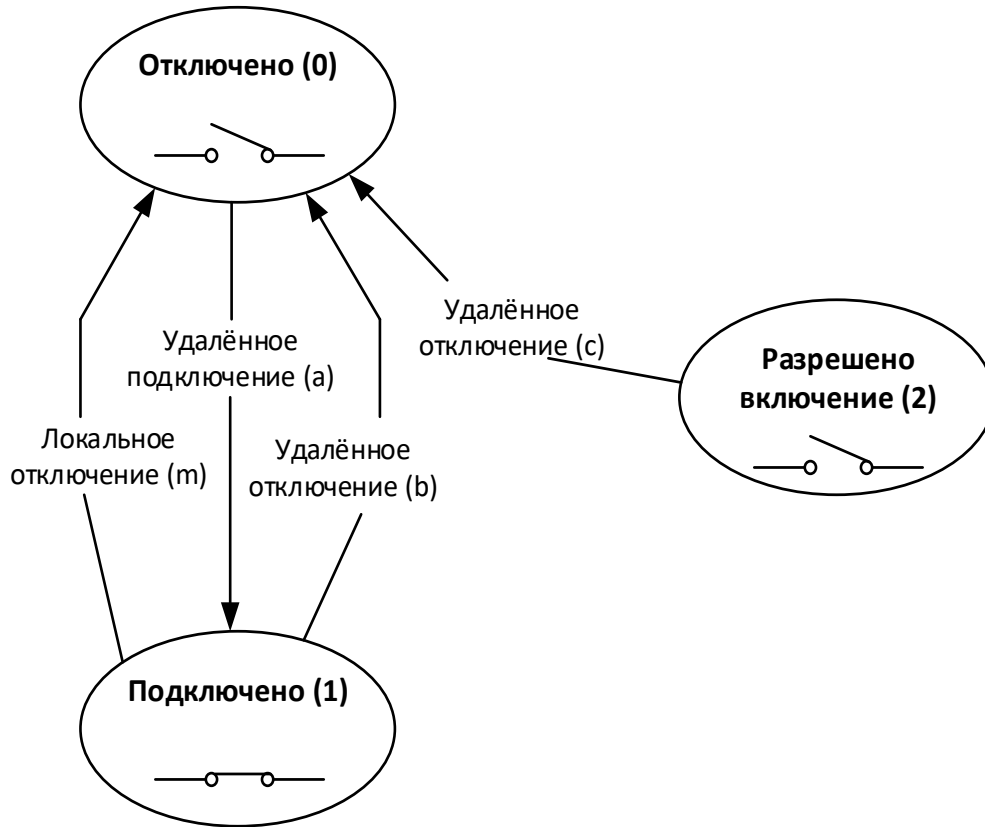 Отключено (0)
Удалённое
подключение (a)
Удалённое
отключение (c)
Разрешено
включение (2)
Локальное
отключение (m)
Удалённое
отключение (b)
Подключено (1)